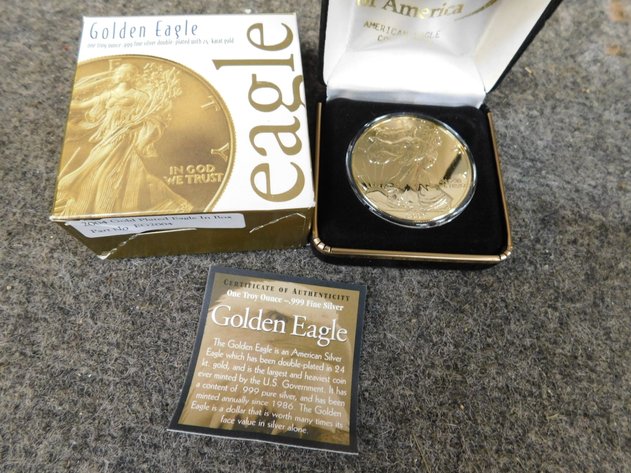 Golden Eagle
one troy ounce .999 fine silver double-plated with 24 karat gold
eagle
IN GOD
WE TRUST
2004 Gold Plated Eagle In Box
Part No
of America
AMERICAN EAGLE
CERTIFICATE OF AUTHENTICITY
One Troy Ounce ~ .999 Fine Silver
Golden Eagle
The Golden Eagle is an American Silver
Eagle which has been double-plated in 24
kt. gold, and is the largest and heaviest coin
ever minted by the U.S. Government. It has
a content of .999 pure silver, and has been
minted annually since 1986. The Golden
Eagle is a dollar that is worth many times its
face value in silver alone.